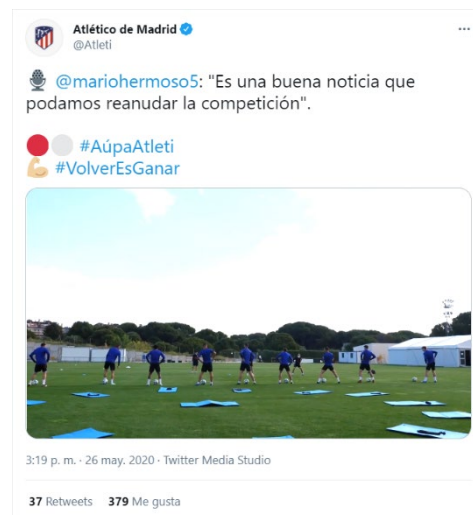 Atlético de Madrid
@Atleti
@mariohermoso5: "Es una buena noticia que
podamos reanudar la competición".
#AúpaAtleti
#VolverEsGanar
3:19 p. m. · 26 may. 2020 · Twitter Media Studio
37 Retweets 379 Me gusta